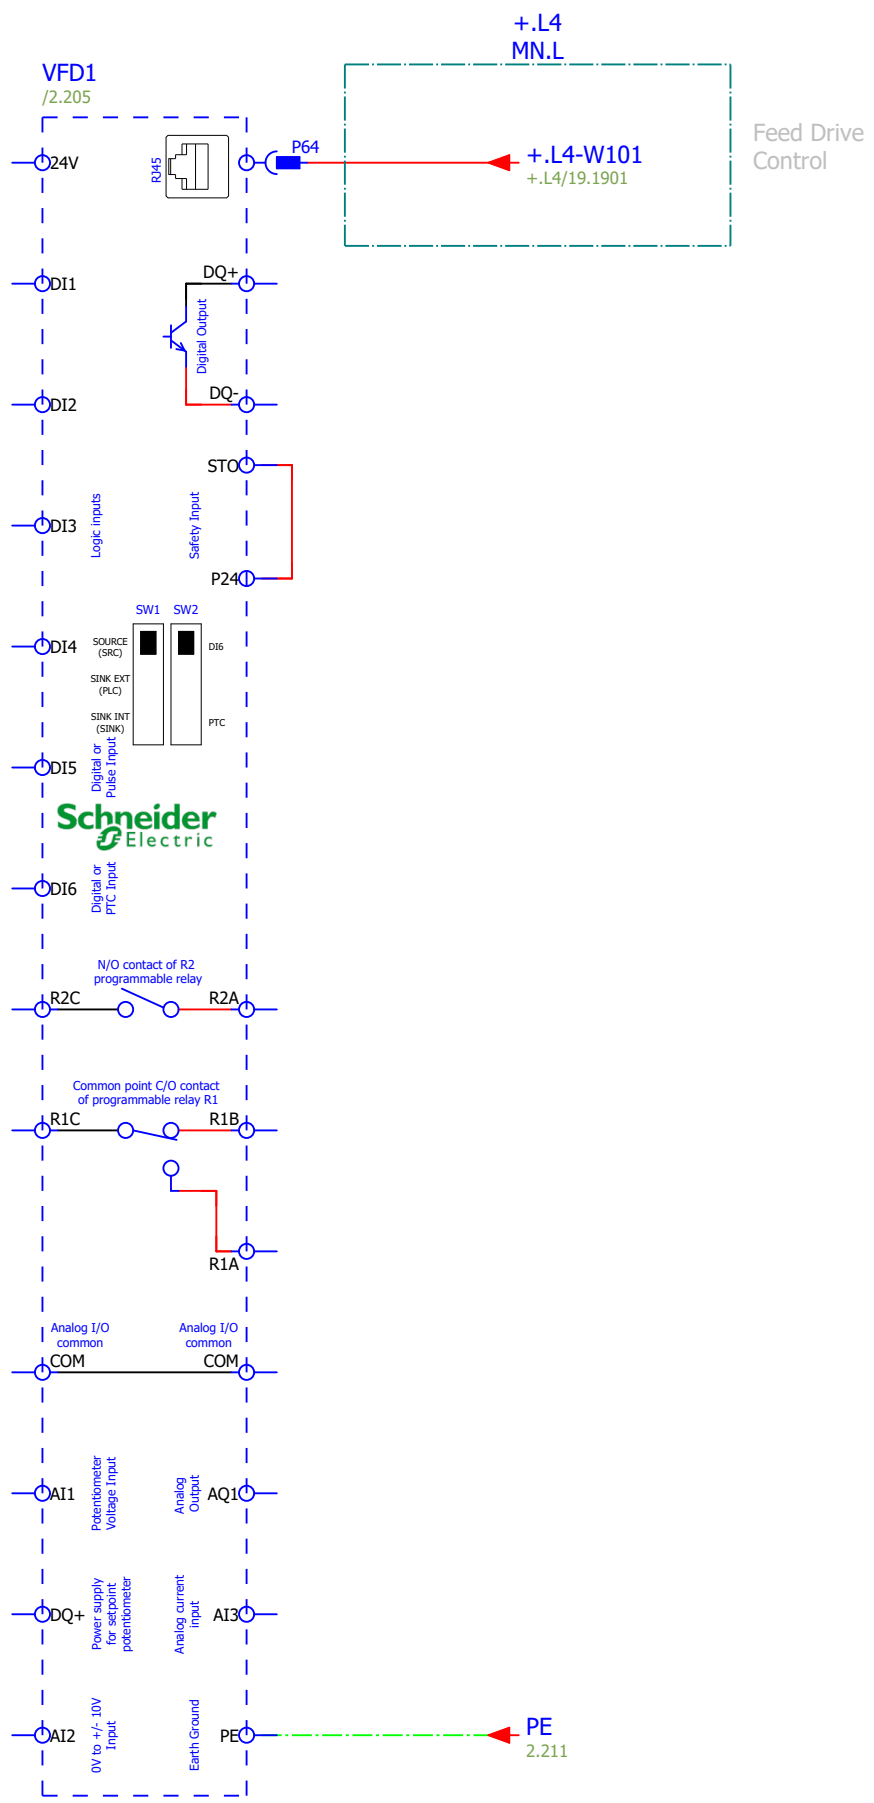 +.L4
MN.L
VFD1
/2.205
Feed Drive
Control
24V
RJ45
P64
+.L4-W101
+.L4/19.1901
DI1
DQ+
Digital Output
DI2
DQ-
STO
DI3
Logic inputs
Safety Input
P24
SW1
SW2
DI4
SOURCE
(SRC)
DI6
SINK EXT
(PLC)
SINK INT
(SINK)
PTC
DI5
Digital or
Pulse Input
Schneider
Electric
DI6
Digital or
PTC Input
N/O contact of R2
programmable relay
R2C
R2A
Common point C/O contact
of programmable relay R1
R1C
R1B
R1A
Analog I/O
common
Analog I/O
common
COM
COM
AI1
Potentiometer
Voltage Input
Analog
Output
AQ1
DQ+
Power supply
for setpoint
potentiometer
Analog current
input
AI3
AI2
0V to +/- 10V
Input
Earth Ground
PE
PE
2.211